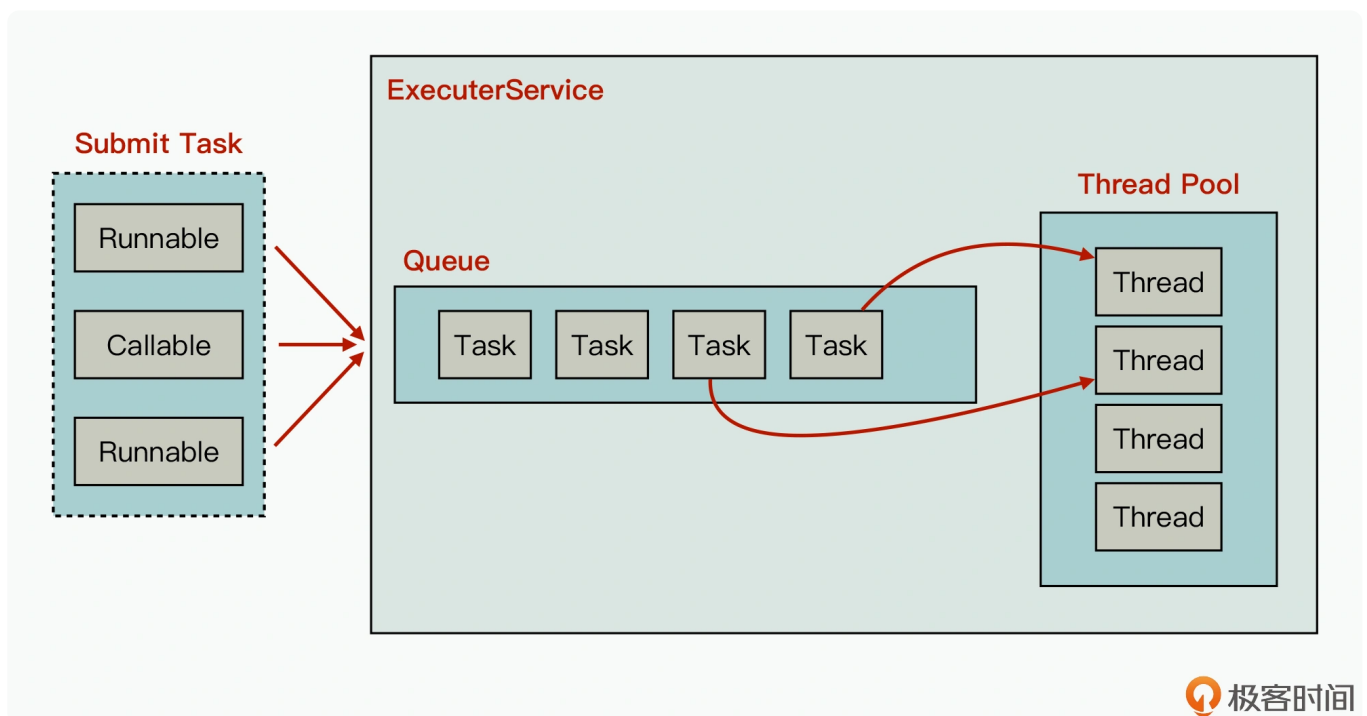 ExecuterService
Submit Task
Runnable
Callable
Runnable
Queue
Task Task Task Task
Thread Pool
Thread
Thread
Thread
Thread
极客时间